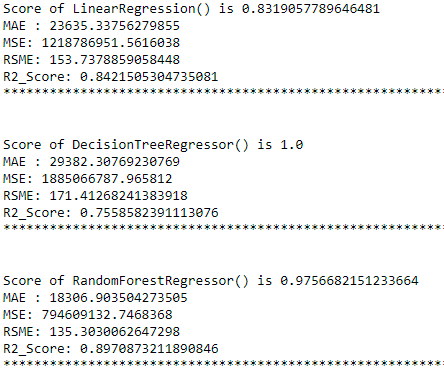 Score of LinearRegression() is 0.8319057789646481
MAE : 23635.33756279855
MSE: 1218786951.5616038
RSME: 153.7378859058448
R2_Score: 0.8421505304735081
*********************************************************
Score of DecisionTreeRegressor() is 1.0
MAE : 29382.30769230769
MSE: 1885066787.965812
RSME: 171.41268241383918
R2_Score: 0.7558582391113076
*********************************************************
Score of RandomForestRegressor() is 0.9756682151233664
MAE : 18306.903504273505
MSE: 794609132.7468368
RSME: 135.3030062647298
R2_Score: 0.8970873211890846
*********************************************************